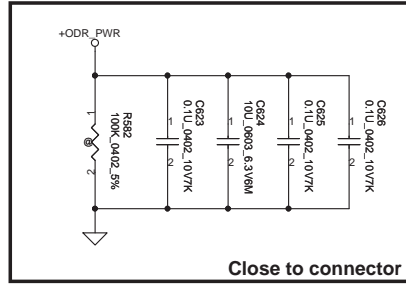 +ODR_PWR
1
2
@
R582
100K_0402_5%
1
2
C623
0.1U_0402_10V7K
1
2
C624
10U_0603_6.3V6M
1
2
C625
0.1U_0402_10V7K
1
2
C626
0.1U_0402_10V7K
Close to connector